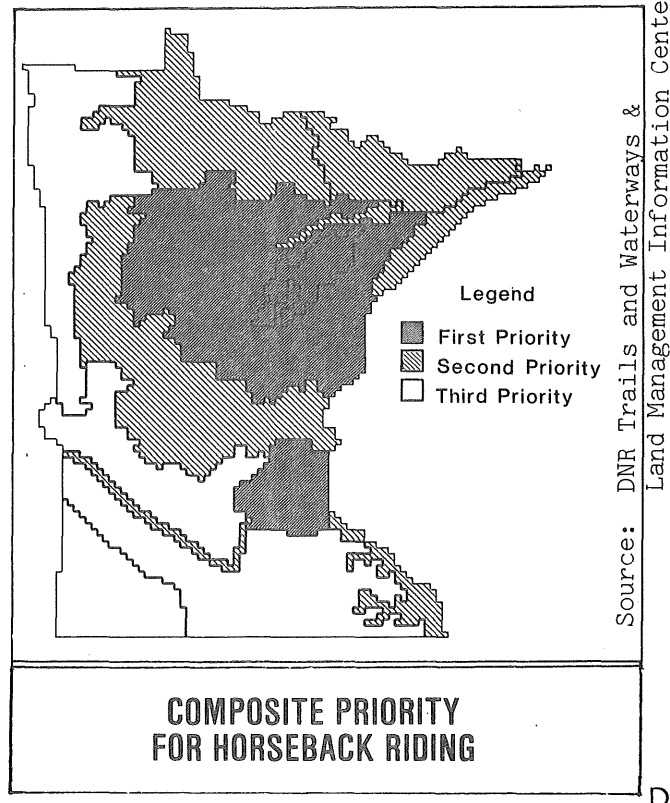 Legend
First Priority
Second Priority
Third Priority
Source: DNR Trails and Waterways &
Land Management Information Cente
COMPOSITE PRIORITY
FOR HORSEBACK RIDING
D